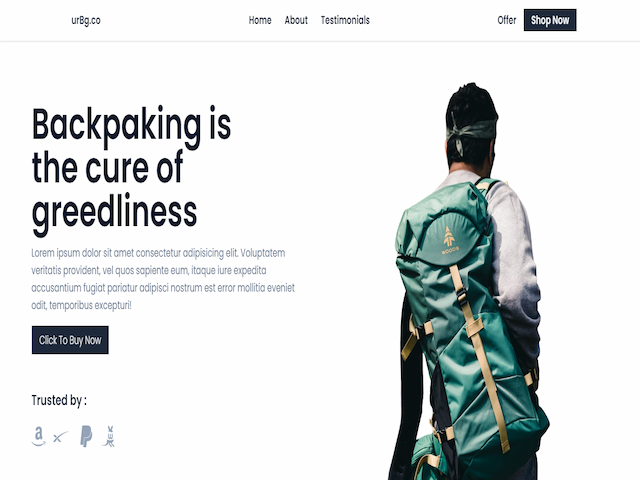 urBg.co
Home About Testimonials
Offer Shop Now
Backpaking is
the cure of
greedliness
Lorem ipsum dolor sit amet consectetur adipisicing elit. Voluptatem
veritatis provident, vel quos sapiente eum, itaque iure expedita
accusantium fugiat pariatur adipisci nostrum est error mollitia eveniet
odit, temporibus excepturi!
Click To Buy Now
Trusted by :
WOODS